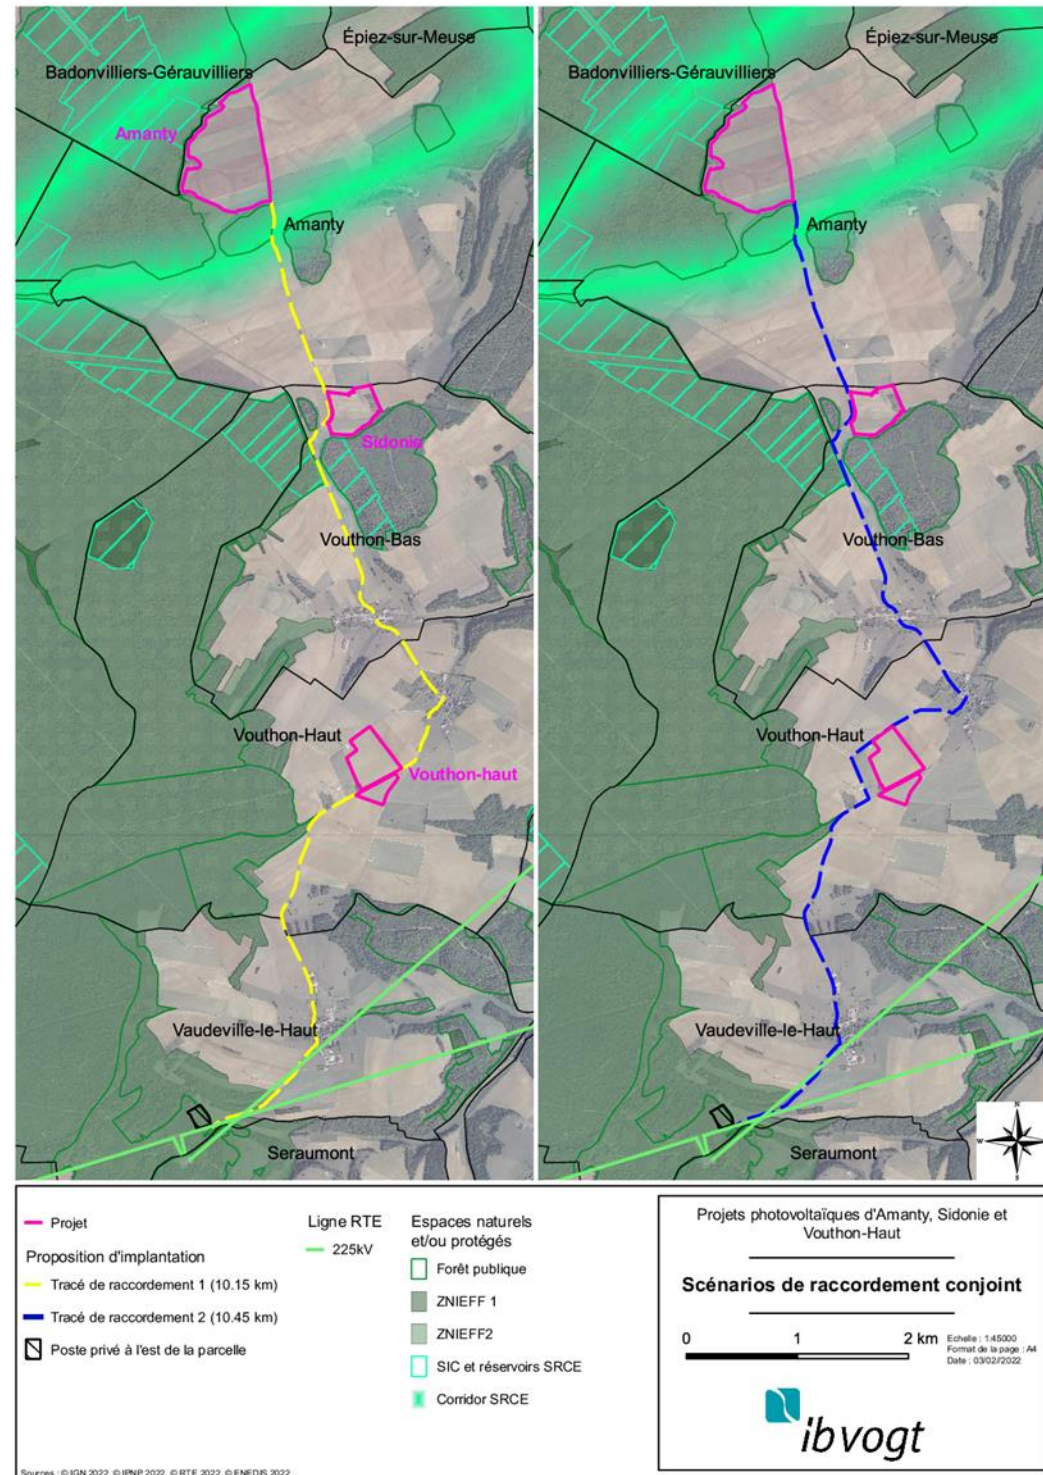 Épiez-sur-Meuse
Badonvilliers-Gérauvilliers
Amanty
Amanty
Sidonie
Vouthon-Bas
Vouthon-Haut
Vouthon-haut
Vaudeville-le-Haut
Seraumont
Épiez-sur-Meuse
Badonvilliers-Gérauvilliers
Amanty
Vouthon-Bas
Vouthon-Haut
Vaudeville-le-Haut
Seraumont
N
W
S
Projet
Proposition d'implantation
Tracé de raccordement 1 (10.15 km)
Tracé de raccordement 2 (10.45 km)
Poste privé à l'est de la parcelle
Ligne RTE
225kV
Espaces naturels
et/ou protégés
Forêt publique
ZNIEFF 1
ZNIEFF2
SIC et réservoirs SRCE
Corridor SRCE
Projets photovoltaïques d'Amanty, Sidonie et
Vouthon-Haut
Scénarios de raccordement conjoint
0 1 2 km
Echelle : 1:45000
Format de la page : A4
Date : 03/02/2022
ib vogt
Sources : © IGN 2022, © IPNP 2022, © RTE 2022, © ENEDIS 2022